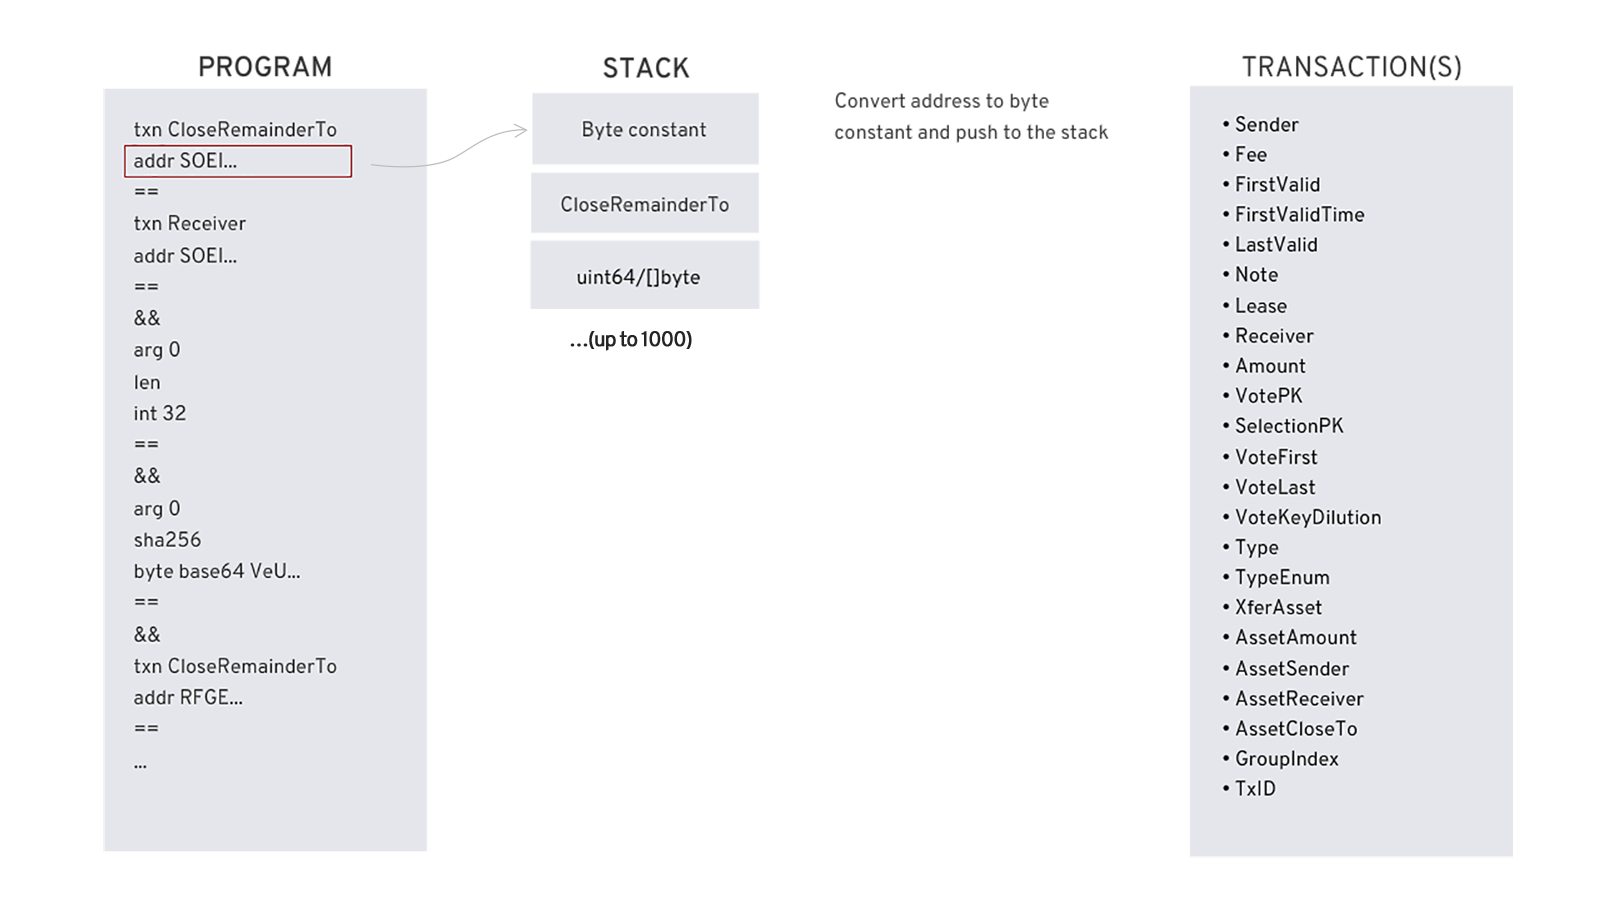 PROGRAM
txn CloseRemainderTo
addr SOEI...
==
txn Receiver
addr SOEI...
==
&&
arg 0
len
int 32
==
&&
arg 0
sha256
byte base64 VeU...
==
&&
txn CloseRemainderTo
addr RFGE...
==
...
STACK
Byte constant
CloseRemainderTo
uint64/[]byte
...(up to 1000)
Convert address to byte
constant and push to the stack
TRANSACTION(S)
• Sender
• Fee
• FirstValid
• FirstValidTime
• LastValid
• Note
• Lease
• Receiver
• Amount
• VotePK
• SelectionPK
• VoteFirst
• VoteLast
• VoteKeyDilution
• Type
• TypeEnum
• XferAsset
• AssetAmount
• AssetSender
• AssetReceiver
• AssetCloseTo
• GroupIndex
• TxID